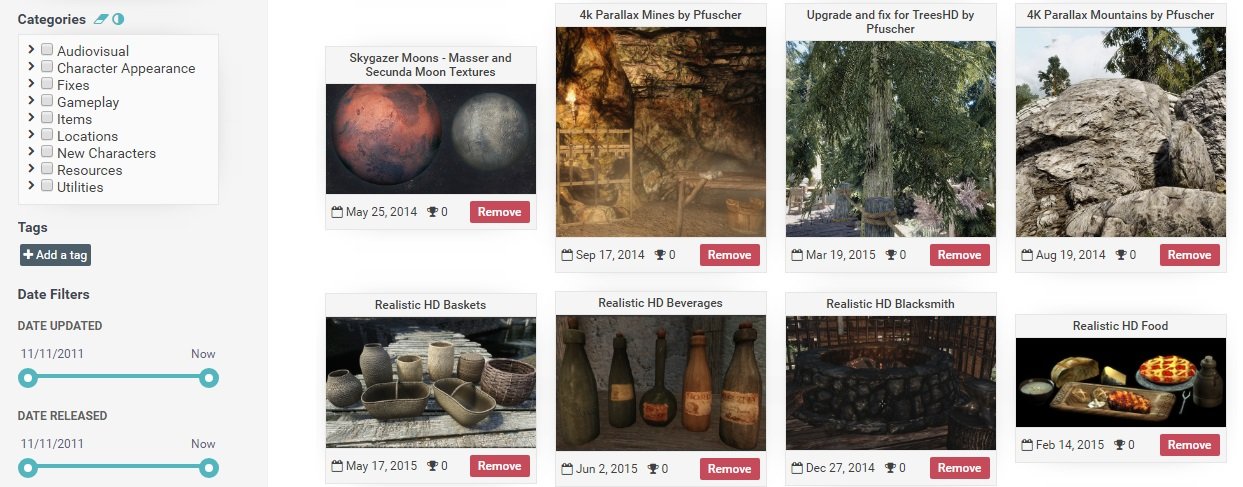 Categories
Audiovisual
Character Appearance
Fixes
Gameplay
Items
Locations
New Characters
Resources
Utilities
Tags
Add a tag
Date Filters
DATE UPDATED
11/11/2011 Now
DATE RELEASED
11/11/2011 Now
Skygazer Moons - Masser and
Secunda Moon Textures
May 25, 2014 0 Remove
4k Parallax Mines by Pfuscher
Sep 17, 2014 0 Remove
Upgrade and fix for TreesHD by
Pfuscher
Mar 19, 2015 0 Remove
4K Parallax Mountains by Pfuscher
Aug 19, 2014 0 Remove
Realistic HD Baskets
May 17, 2015 0 Remove
Realistic HD Beverages
Jun 2, 2015 0 Remove
Realistic HD Blacksmith
Dec 27, 2014 0 Remove
Realistic HD Food
Feb 14, 2015 0 Remove